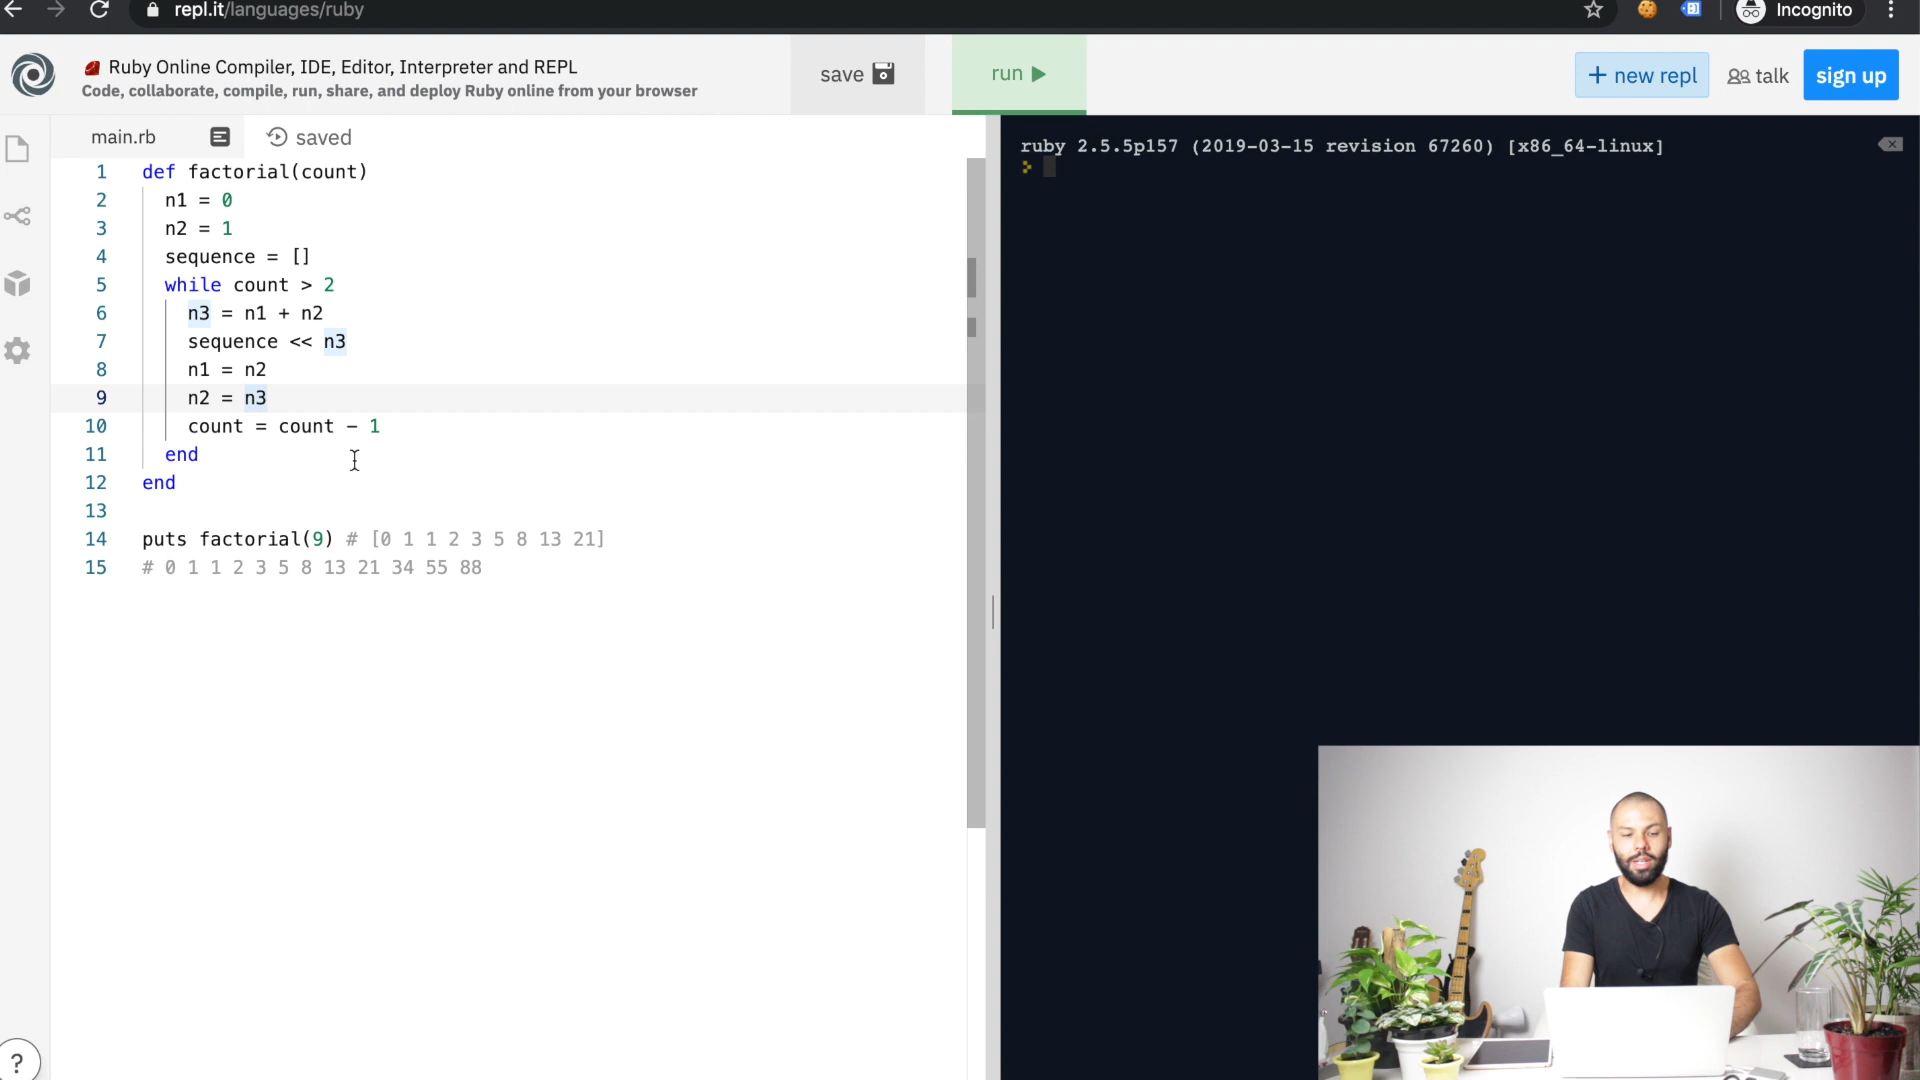 repl.it/languages/ruby
Incognito
Ruby Online Compiler, IDE, Editor, Interpreter and REPL
Code, collaborate, compile, run, share, and deploy Ruby online from your browser
save
run
+ new repl
talk
sign up
main.rb
saved
1 def factorial(count)
2 n1 = 0
3 n2 = 1
4 sequence = []
5 while count > 2
6 n3 = n1 + n2
7 sequence << n3
8 n1 = n2
9 n2 = n3
10 count = count - 1
11 end
12 end
13
14 puts factorial(9) # [0 1 1 2 3 5 8 13 21]
15 # 0 1 1 2 3 5 8 13 21 34 55 88
ruby 2.5.5p157 (2019-03-15 revision 67260) [x86_64-linux]
?